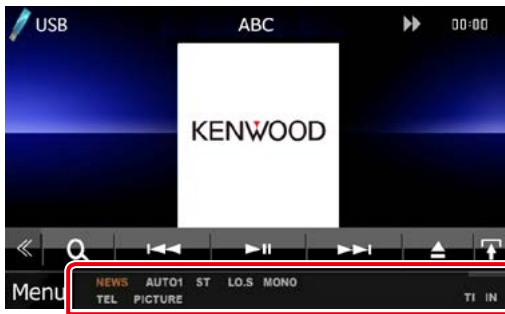 USB ABC 00:00
KENWOOD
Menu
NEWS AUTO1 ST LO.S MONO
TEL PICTURE TI IN